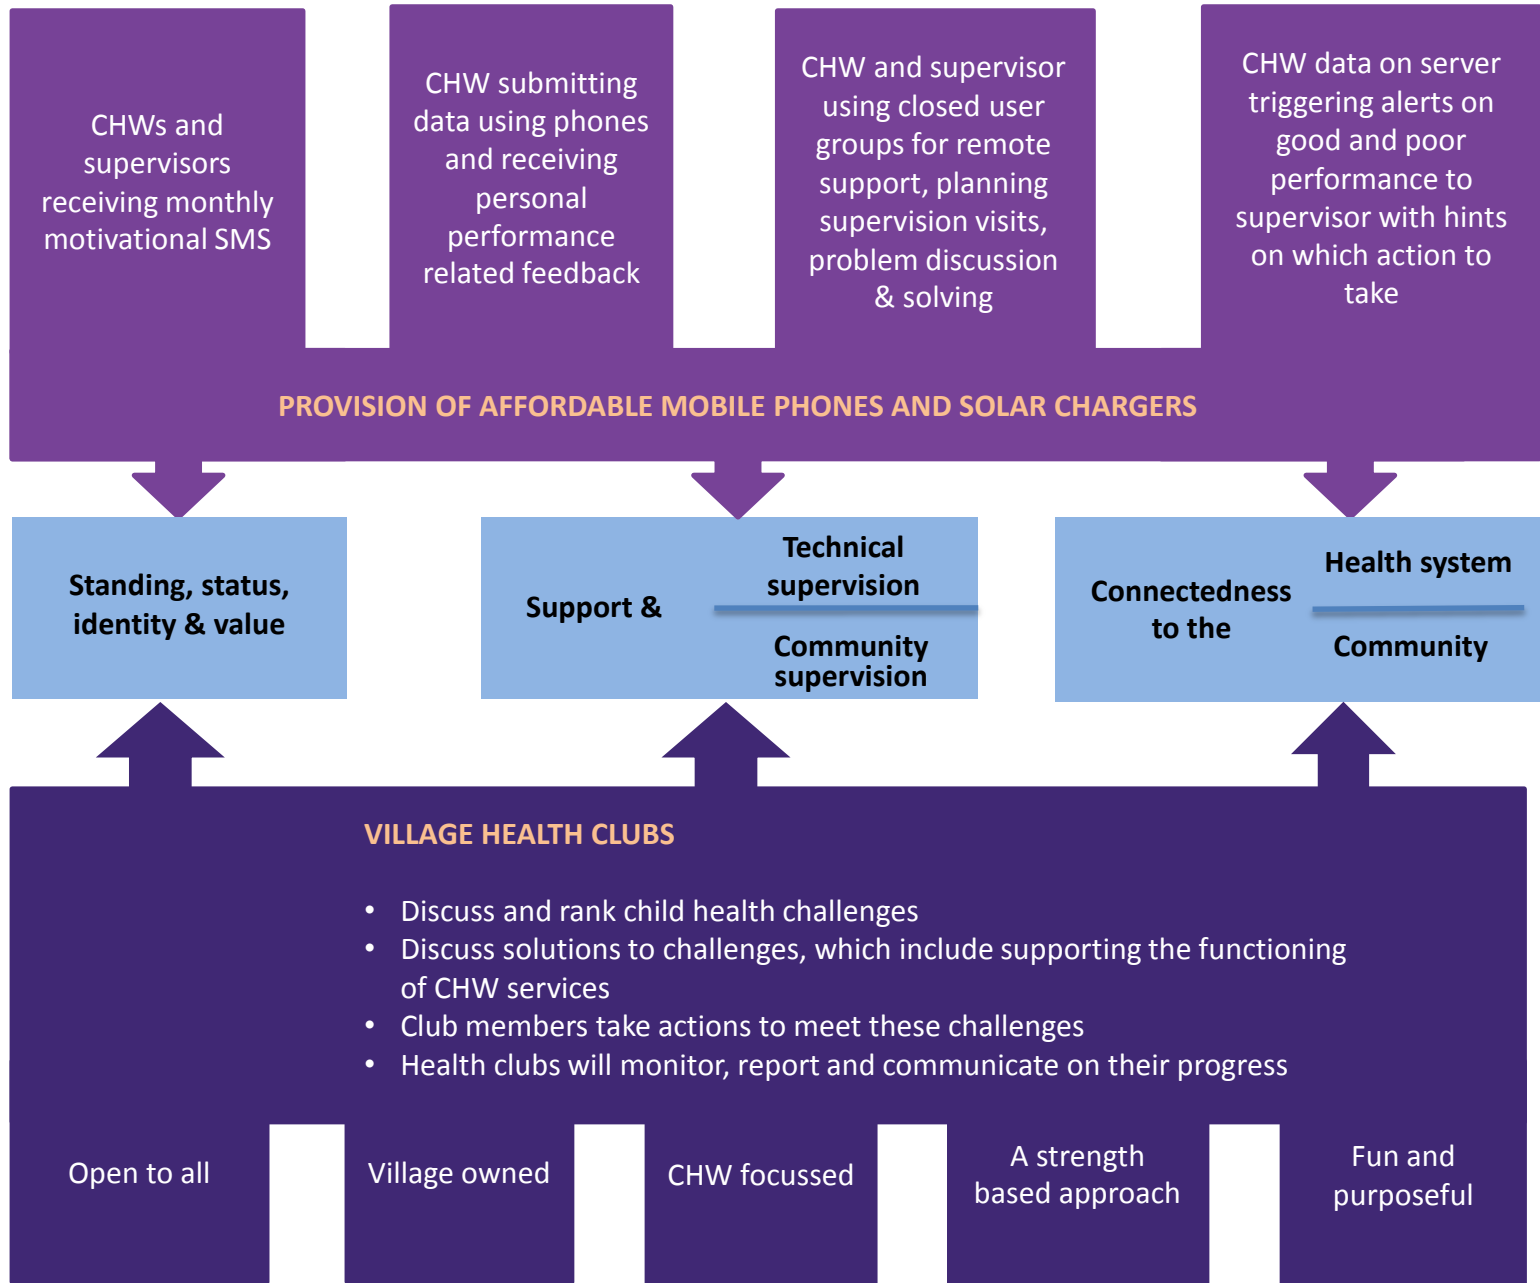 CHWs and
supervisors
receiving monthly
motivational SMS
CHW submitting
data using phones
and receiving
personal
performance
related feedback
CHW and supervisor
using closed user
groups for remote
support, planning
supervision visits,
problem discussion
& solving
CHW data on server
triggering alerts on
good and poor
performance to
supervisor with hints
on which action to
take
PROVISION OF AFFORDABLE MOBILE PHONES AND SOLAR CHARGERS
Standing, status,
identity & value
Support &
Technical
supervision
Community
supervision
Connectedness
to the
Health system
Community
VILLAGE HEALTH CLUBS
• Discuss and rank child health challenges
• Discuss solutions to challenges, which include supporting the functioning
of CHW services
• Club members take actions to meet these challenges
• Health clubs will monitor, report and communicate on their progress
Open to all
Village owned
CHW focussed
A strength
based approach
Fun and
purposeful